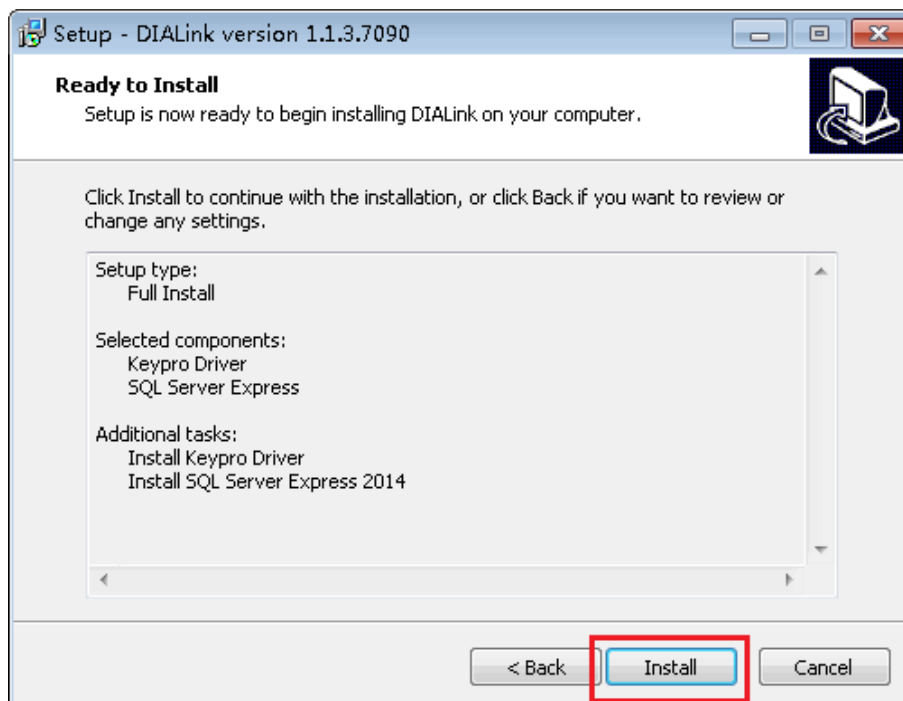 Setup - DIALink version 1.1.3.7090
Ready to Install
Setup is now ready to begin installing DIALink on your computer.
Click Install to continue with the installation, or click Back if you want to review or
change any settings.
Setup type:
Full Install
Selected components:
Keypro Driver
SQL Server Express
Additional tasks:
Install Keypro Driver
Install SQL Server Express 2014
< Back
Install
Cancel